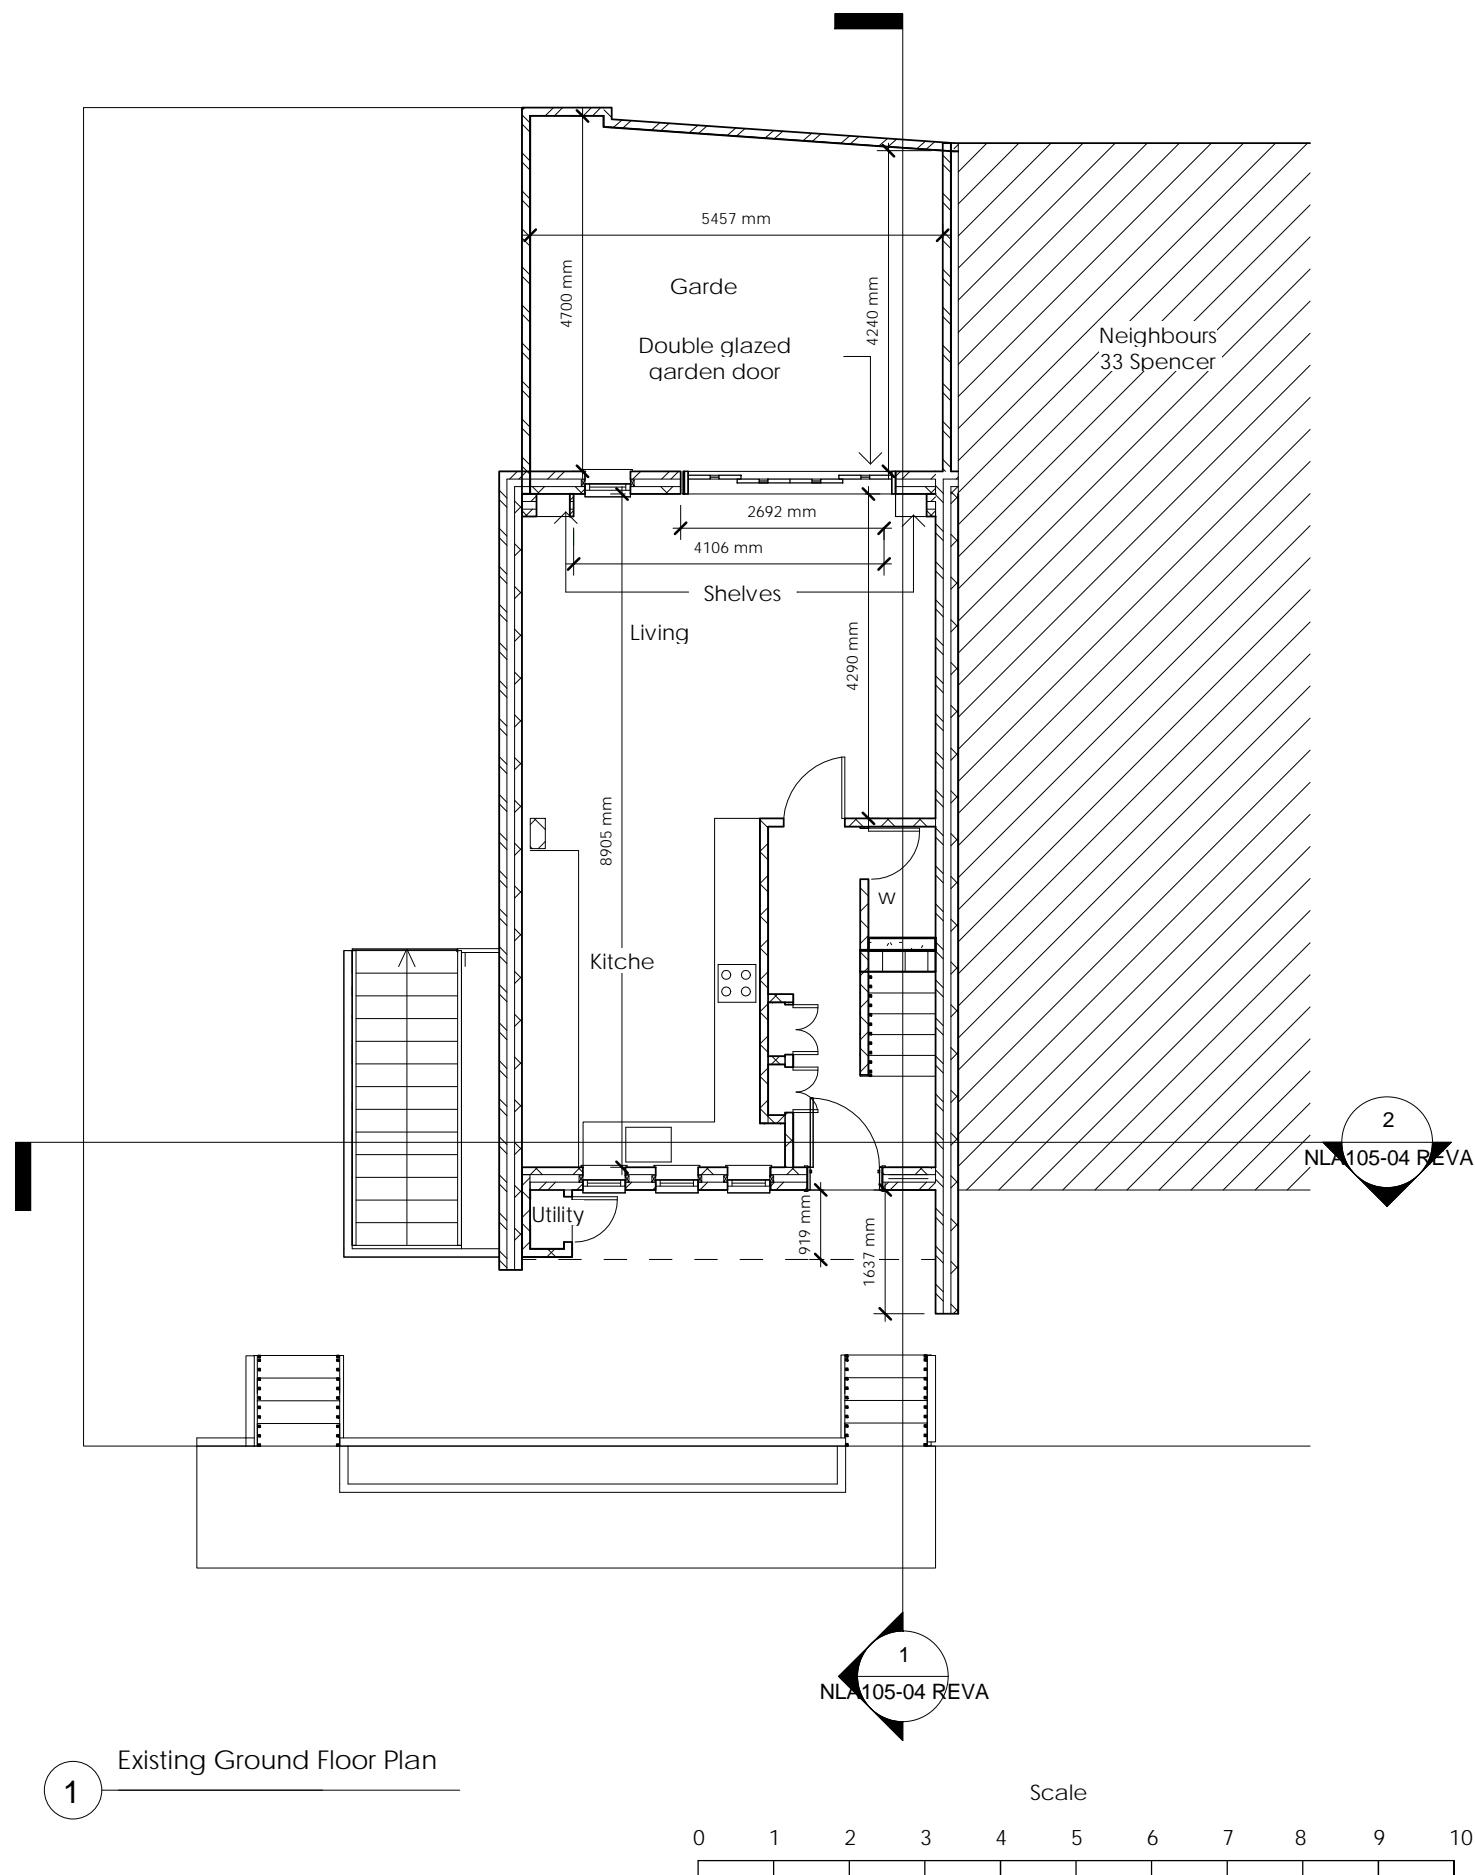 5457 mm
4700 mm
4240 mm
Garde
Double glazed
garden door
Neighbours
33 Spencer
2692 mm
4106 mm
Shelves
Living
4290 mm
8905 mm
W
Kitche
2
NLA105-04 REVA
Utility
919 mm
1637 mm
1
NLA105-04 REVA
1
Existing Ground Floor Plan
Scale
0 1 2 3 4 5 6 7 8 9 10